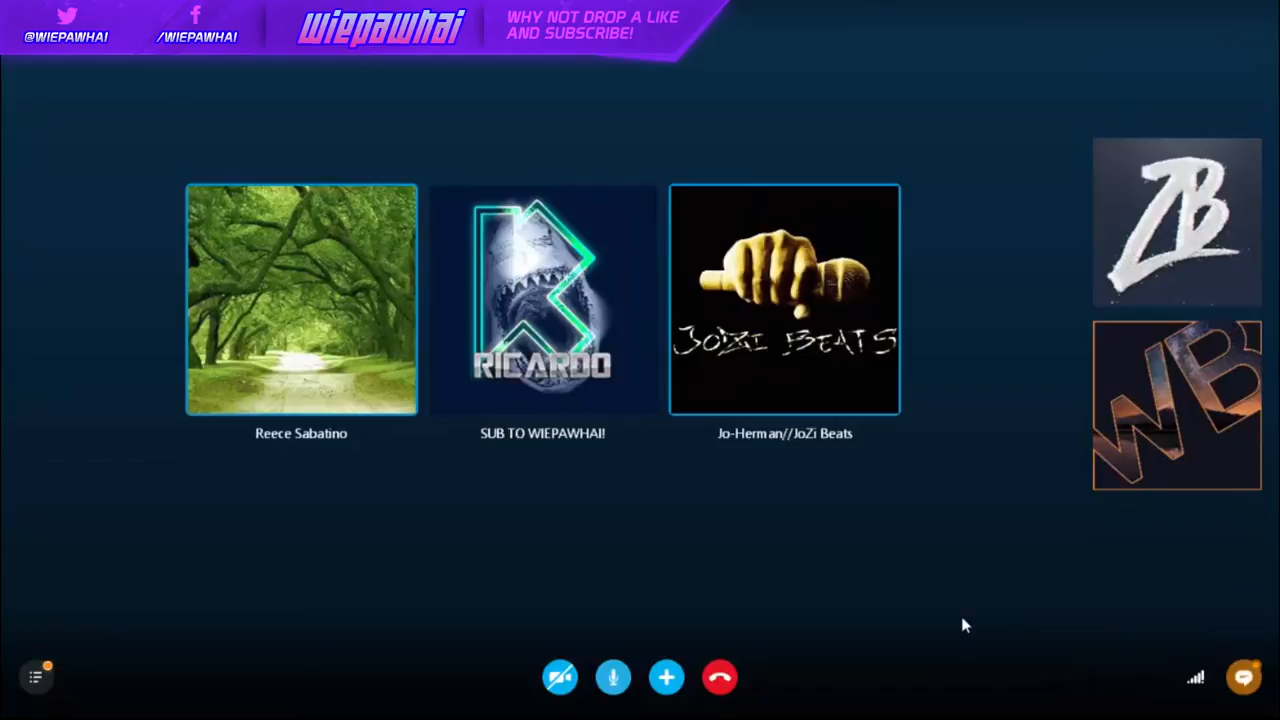 @WIEPAWHAI
/WIEPAWHAI
wiepawhai
WHY NOT DROP A LIKE
AND SUBSCRIBE!
ZB
RICARDO
JOZI BEATS
WB
Reece Sabatino
SUB TO WIEPAWHAI!
Jo-Herman//JoZi Beats